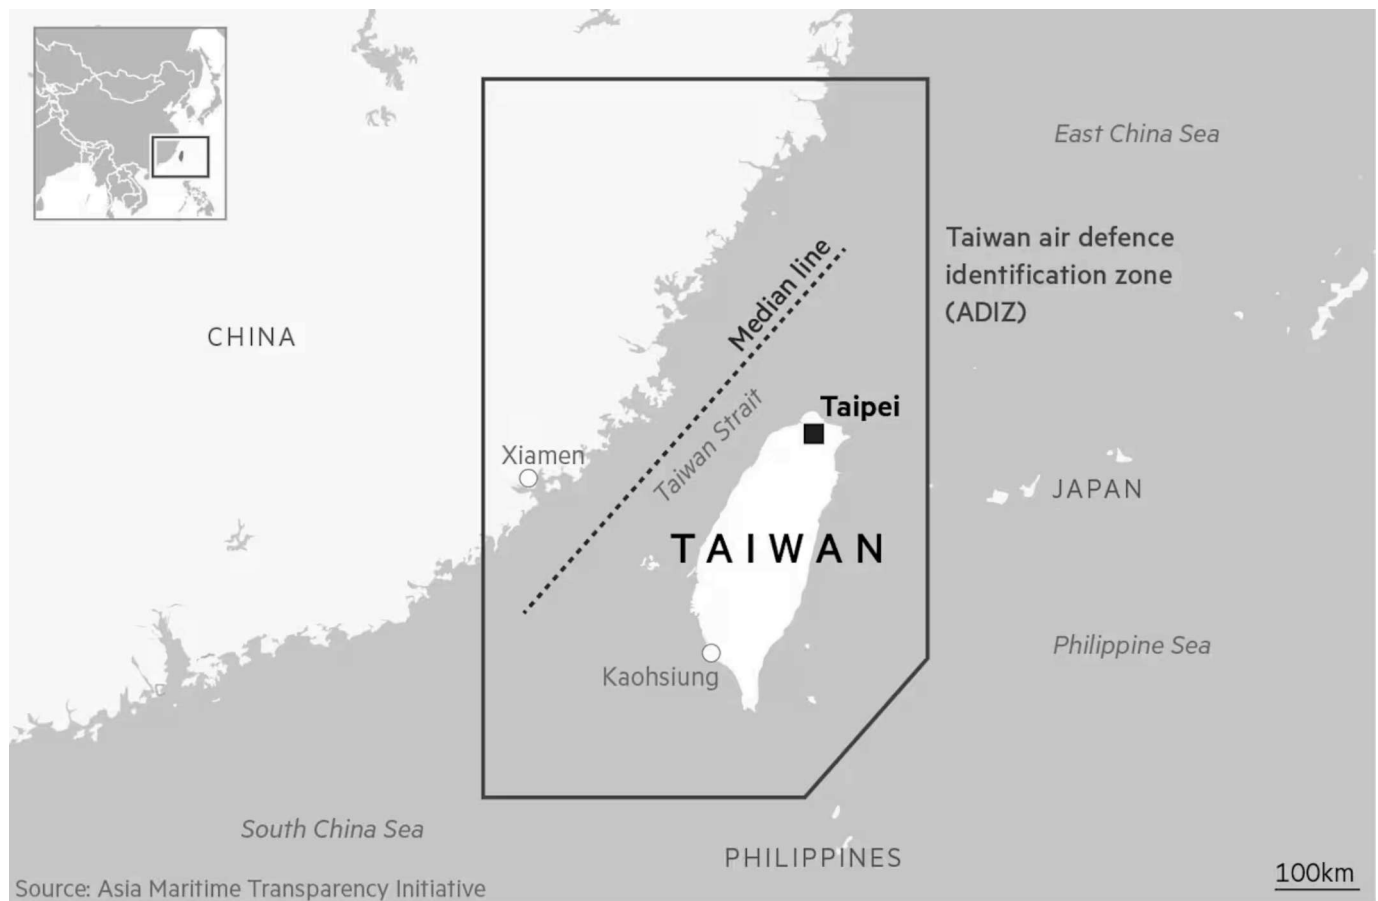 East China Sea
Taiwan air defence
identification zone
(ADIZ)
Median line
CHINA
Taiwan Strait
Taipei
Xiamen
JAPAN
TAIWAN
Philippine Sea
Kaohsiung
South China Sea
PHILIPPINES
100km
Source: Asia Maritime Transparency Initiative